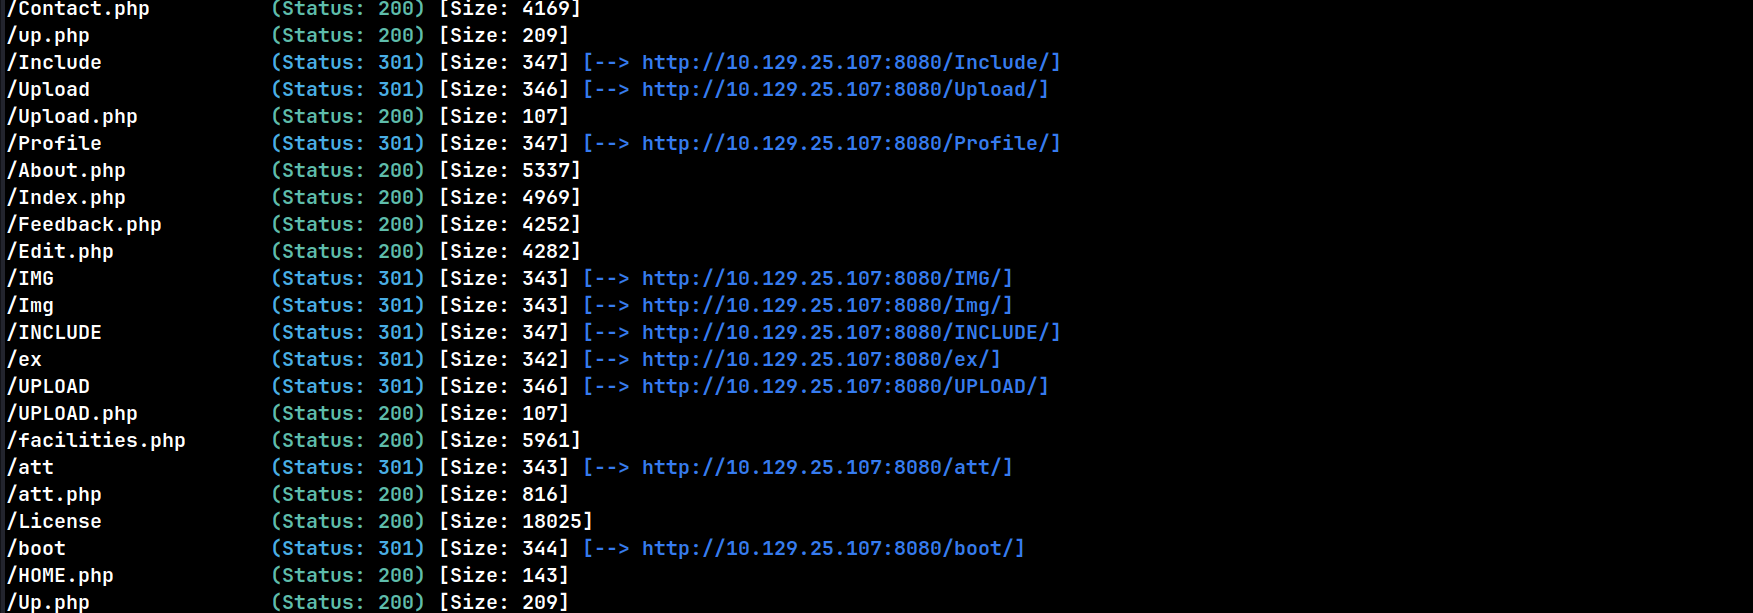 /Contact.php (Status: 200) [Size: 4169]
/up.php (Status: 200) [Size: 209]
/Include (Status: 301) [Size: 347] [--> http://10.129.25.107:8080/Include/]
/Upload (Status: 301) [Size: 346] [--> http://10.129.25.107:8080/Upload/]
/Upload.php (Status: 200) [Size: 107]
/Profile (Status: 301) [Size: 347] [--> http://10.129.25.107:8080/Profile/]
/About.php (Status: 200) [Size: 5337]
/Index.php (Status: 200) [Size: 4969]
/Feedback.php (Status: 200) [Size: 4252]
/Edit.php (Status: 200) [Size: 4282]
/IMG (Status: 301) [Size: 343] [--> http://10.129.25.107:8080/IMG/]
/Img (Status: 301) [Size: 343] [--> http://10.129.25.107:8080/Img/]
/INCLUDE (Status: 301) [Size: 347] [--> http://10.129.25.107:8080/INCLUDE/]
/ex (Status: 301) [Size: 342] [--> http://10.129.25.107:8080/ex/]
/UPLOAD (Status: 301) [Size: 346] [--> http://10.129.25.107:8080/UPLOAD/]
/UPLOAD.php (Status: 200) [Size: 107]
/facilities.php (Status: 200) [Size: 5961]
/att (Status: 301) [Size: 343] [--> http://10.129.25.107:8080/att/]
/att.php (Status: 200) [Size: 816]
/License (Status: 200) [Size: 18025]
/boot (Status: 301) [Size: 344] [--> http://10.129.25.107:8080/boot/]
/HOME.php (Status: 200) [Size: 143]
/Up.php (Status: 200) [Size: 209]